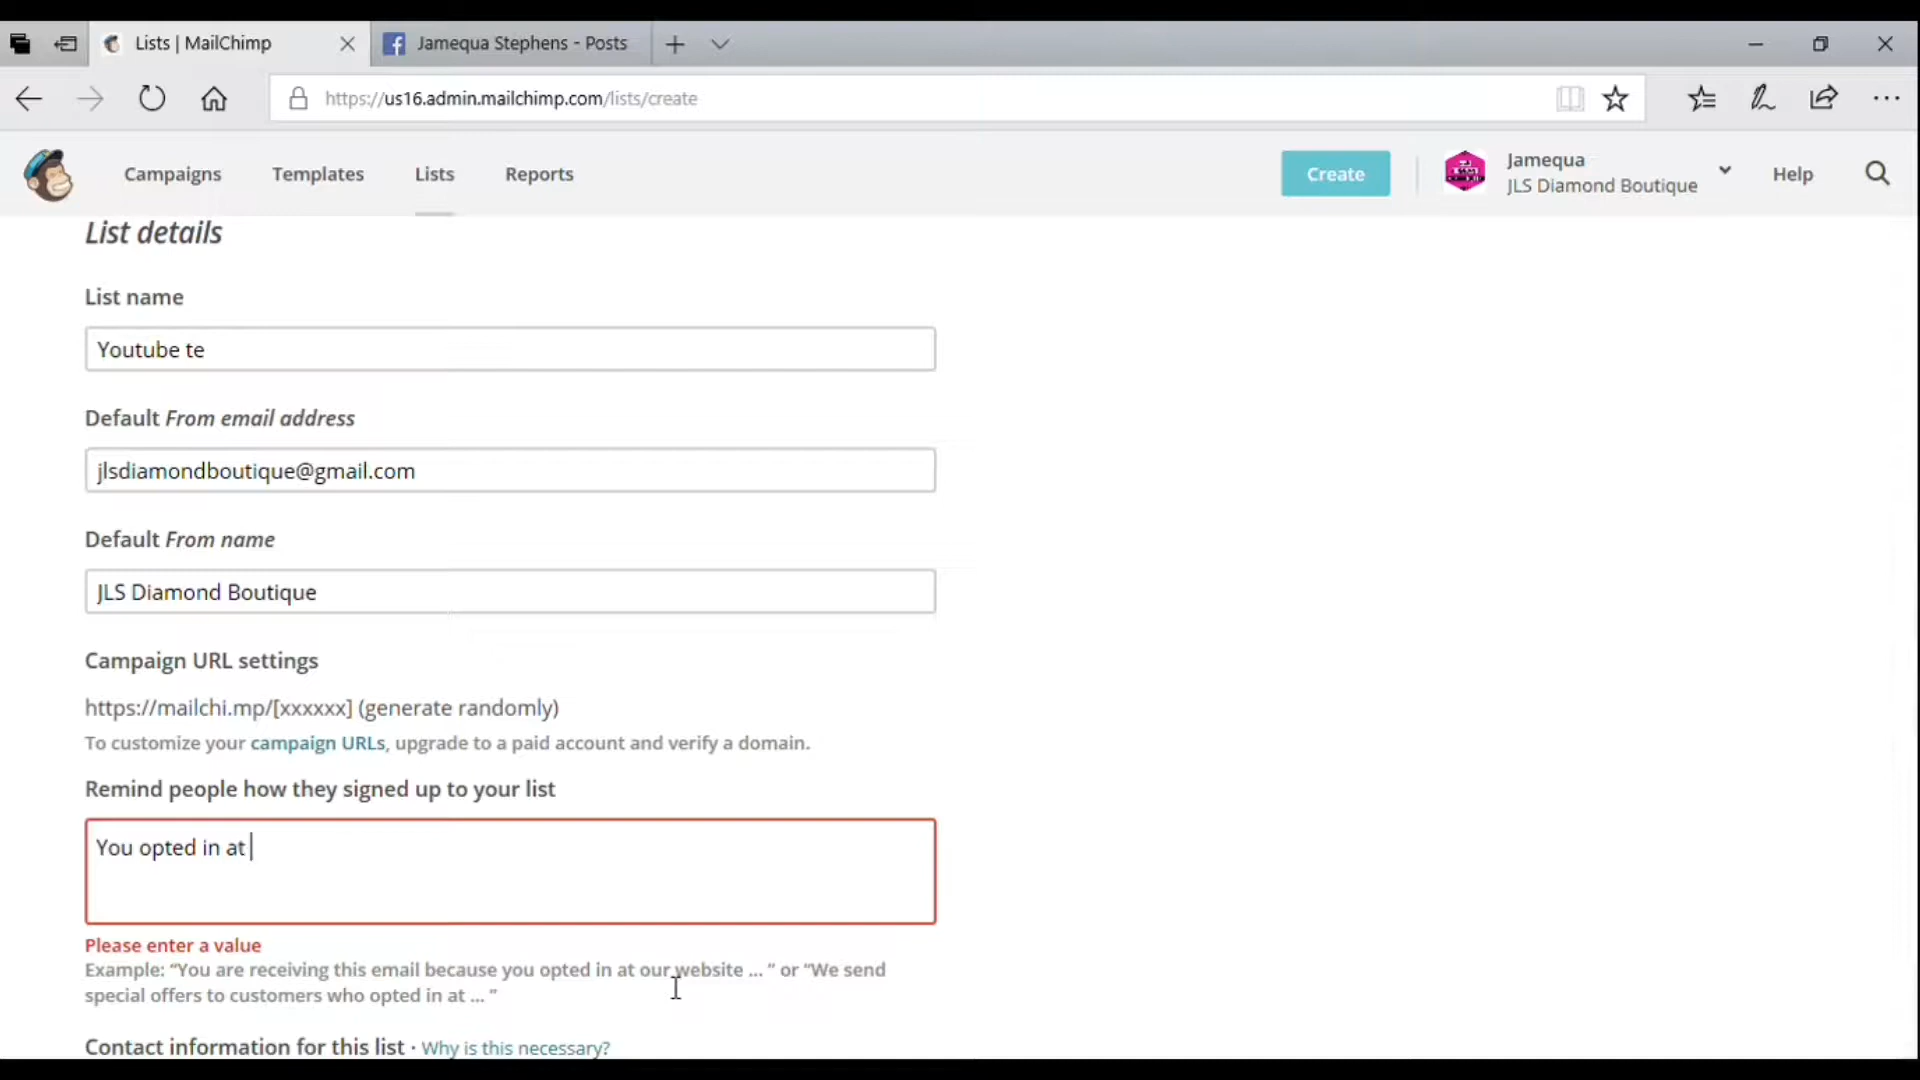 Lists | MailChimp
Jamequa Stephens - Posts
https://us16.admin.mailchimp.com/lists/create
Campaigns
Templates
Lists
Reports
Create
Jamequa
JLS Diamond Boutique
Help
List details
List name
Youtube te
Default From email address
jlsdiamondboutique@gmail.com
Default From name
JLS Diamond Boutique
Campaign URL settings
https://mailchi.mp/[xxxxxx] (generate randomly)
To customize your campaign URLs, upgrade to a paid account and verify a domain.
Remind people how they signed up to your list
You opted in at
Please enter a value
Example: “You are receiving this email because you opted in at our website ... ” or “We send
special offers to customers who opted in at ... ”
Contact information for this list · Why is this necessary?